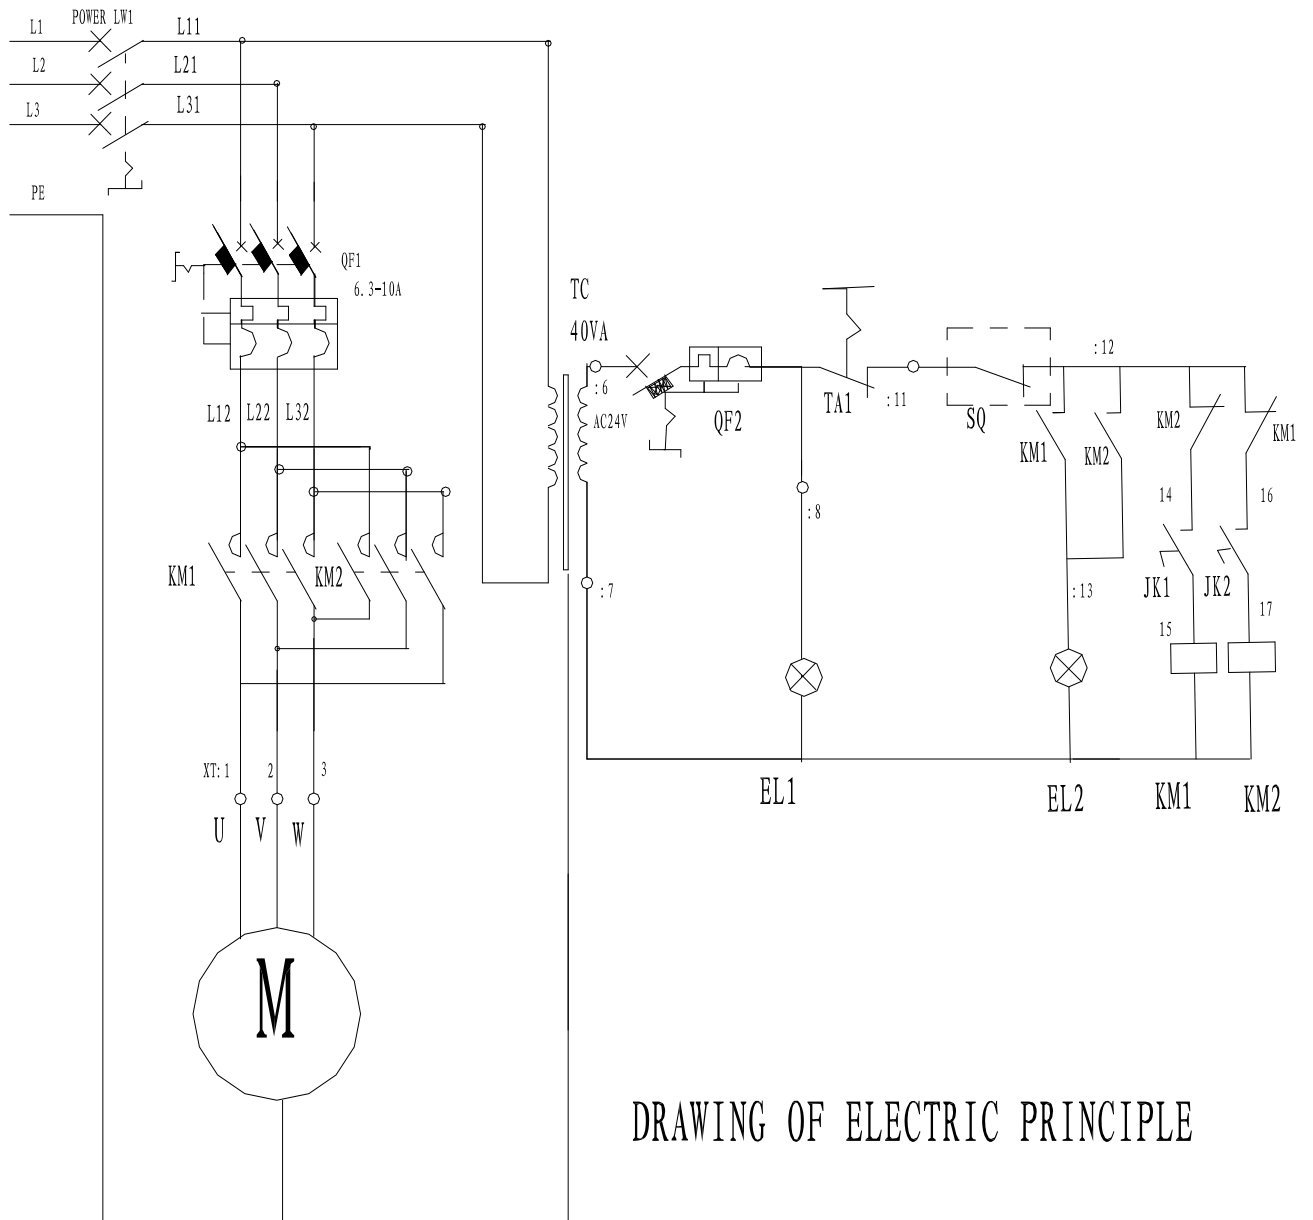 POWER LW1
L1
L11
L2
L21
L3
L31
PE
QF1
6.3-10A
TC
40VA
:6
AC24V
QF2
TA1
:11
SQ
:12
KM1
KM2
KM2
KM1
L12
L22
L32
14
16
:8
KM1
KM2
:7
:13
JK1
JK2
15
17
XT:1
2
3
U
V
W
EL1
EL2
KM1
KM2
M
DRAWING OF ELECTRIC PRINCIPLE